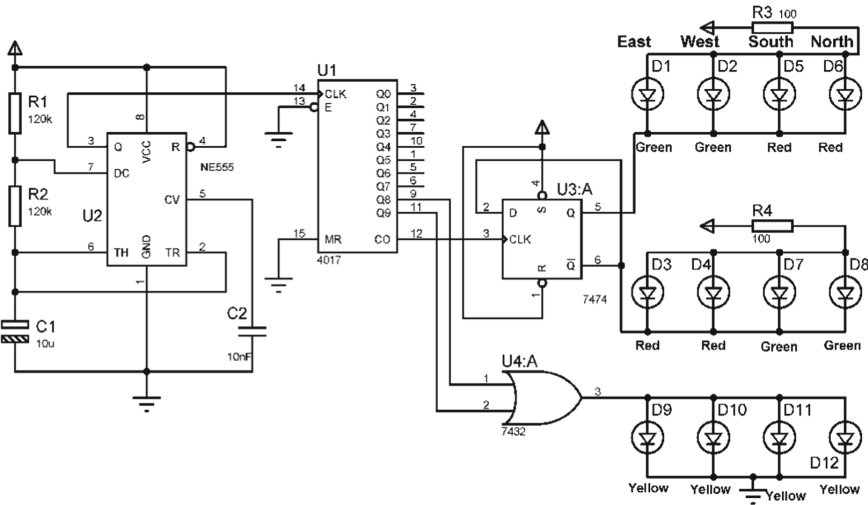 R3 100
East West South North
D1 D2 D5 D6
Green Green Red Red
R1
120k
R2
120k
C1
10u
3 Q
7 DC
6 TH
8 VCC
R 4
NE555
U2
CV 5
GND
TR 2
1
C2
10nF
U1
14 CLK
13 E
15 MR
4017
Q0 3
Q1 2
Q2 4
Q3 7
Q4 10
Q5 1
Q6 5
Q7 6
Q8 9
Q9 11
CO 12
U3:A
4
S
2 D
Q 5
3 CLK
Q 6
R
1
7474
R4
100
D3 D4 D7 D8
Red Red Green Green
U4:A
1
2
3
7432
D9 D10 D11
D12
Yellow Yellow Yellow Yellow